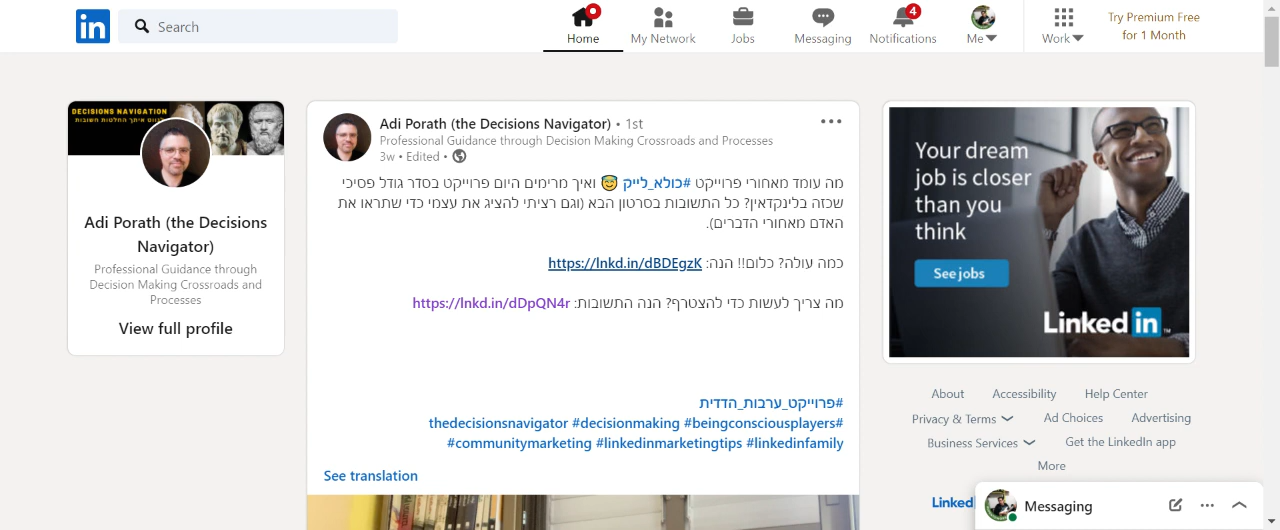 in
Search
Home
My Network
Jobs
Messaging
4
Notifications
Me
Work
Try Premium Free
for 1 Month
DECISIONS NAVIGATION
Adi Porath (the Decisions
Navigator)
Professional Guidance through
Decision Making Crossroads and
Processes
View full profile
Adi Porath (the Decisions Navigator) • 1st
Professional Guidance through Decision Making Crossroads and Processes
3w • Edited •
מה עומד מאחורי פרוייקט #כולא_לייק 😇 ואיך מרימים היום פרוייקט בסדר גודל פסיכי
שכזה בלינקדאין? כל התשובות בסרטון הבא (וגם רציתי להציג את עצמי כדי שתראו את
האדם מאחורי הדברים).
כמה עולה? כלום!! הנה: https://lnkd.in/dBDEgzK
מה צריך לעשות כדי להצטרף? הנה התשובות: https://lnkd.in/dDpQN4r
#פרוייקט_ערבות_הדדית
thedecisionsnavigator #decisionmaking #beingconsciousplayers#
#communitymarketing #linkedinmarketingtips #linkedinfamily
See translation
Your dream
job is closer
than you
think
See jobs
Linked in
About Accessibility Help Center
Privacy & Terms Ad Choices Advertising
Business Services Get the LinkedIn app
More
Linked
Messaging